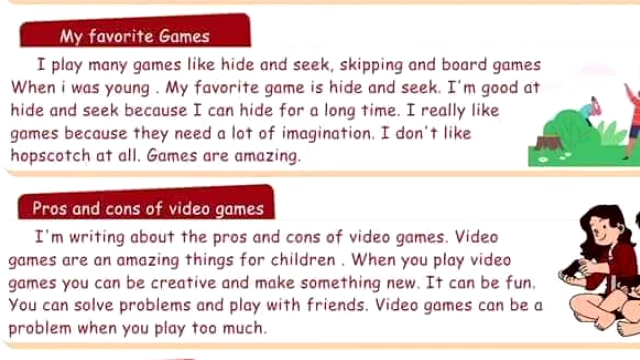 My favorite Games
I play many games like hide and seek, skipping and board games
When i was young . My favorite game is hide and seek. I'm good at
hide and seek because I can hide for a long time. I really like
games because they need a lot of imagination. I don't like
hopscotch at all. Games are amazing.
Pros and cons of video games
I'm writing about the pros and cons of video games. Video
games are an amazing things for children . When you play video
games you can be creative and make something new. It can be fun.
You can solve problems and play with friends. Video games can be a
problem when you play too much.